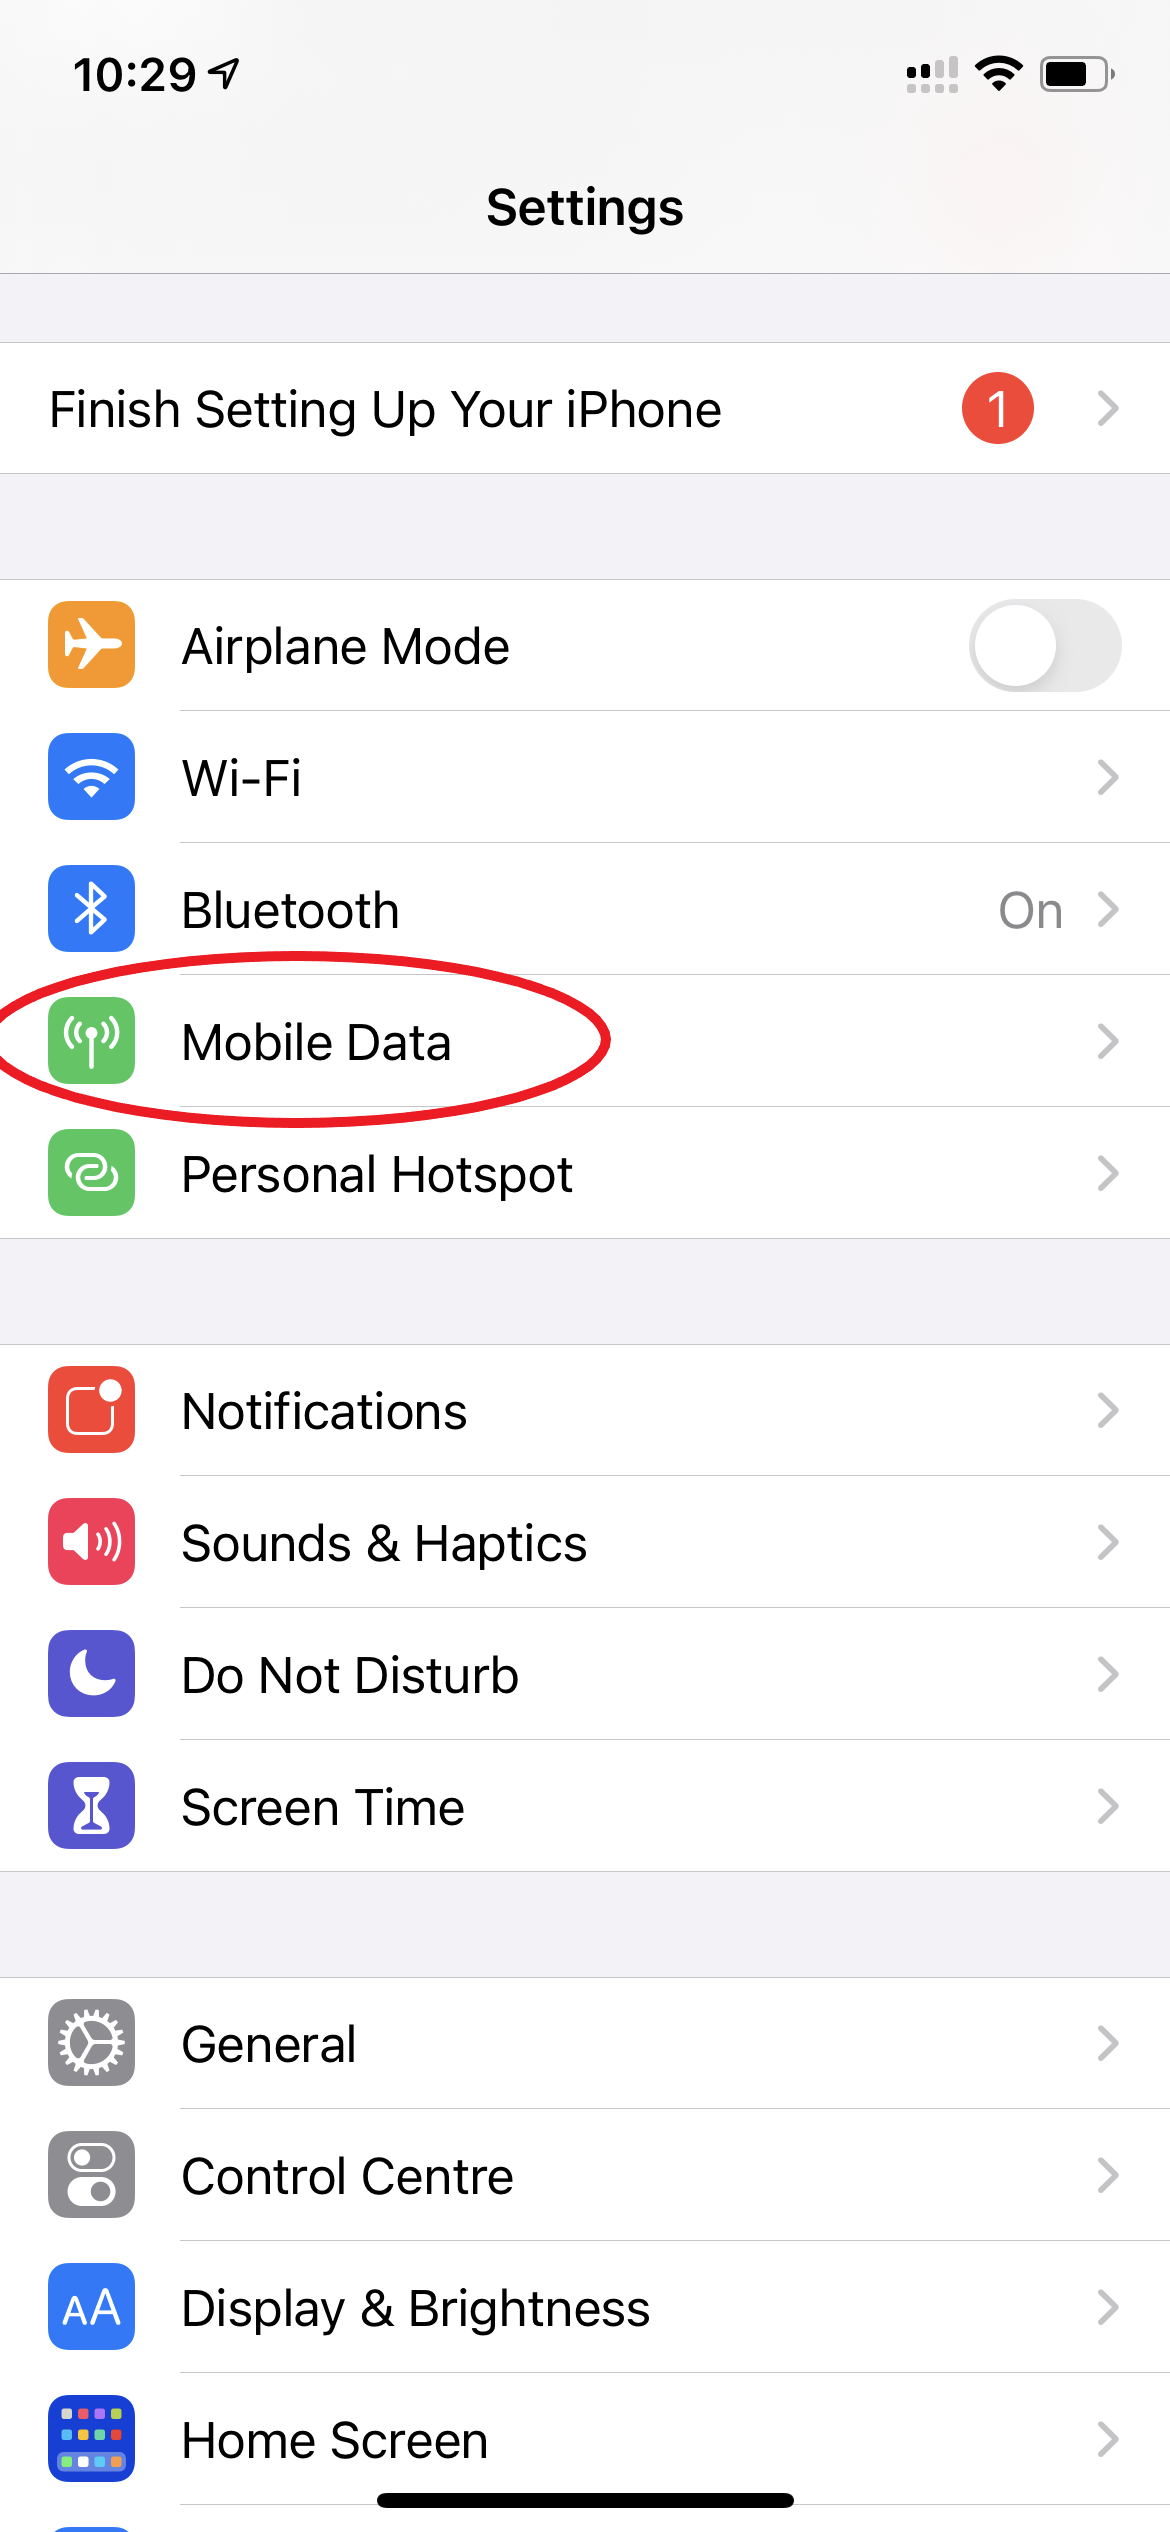 10:29
Settings
Finish Setting Up Your iPhone 1
Airplane Mode
Wi-Fi
Bluetooth On
Mobile Data
Personal Hotspot
Notifications
Sounds & Haptics
Do Not Disturb
Screen Time
General
Control Centre
AA Display & Brightness
Home Screen